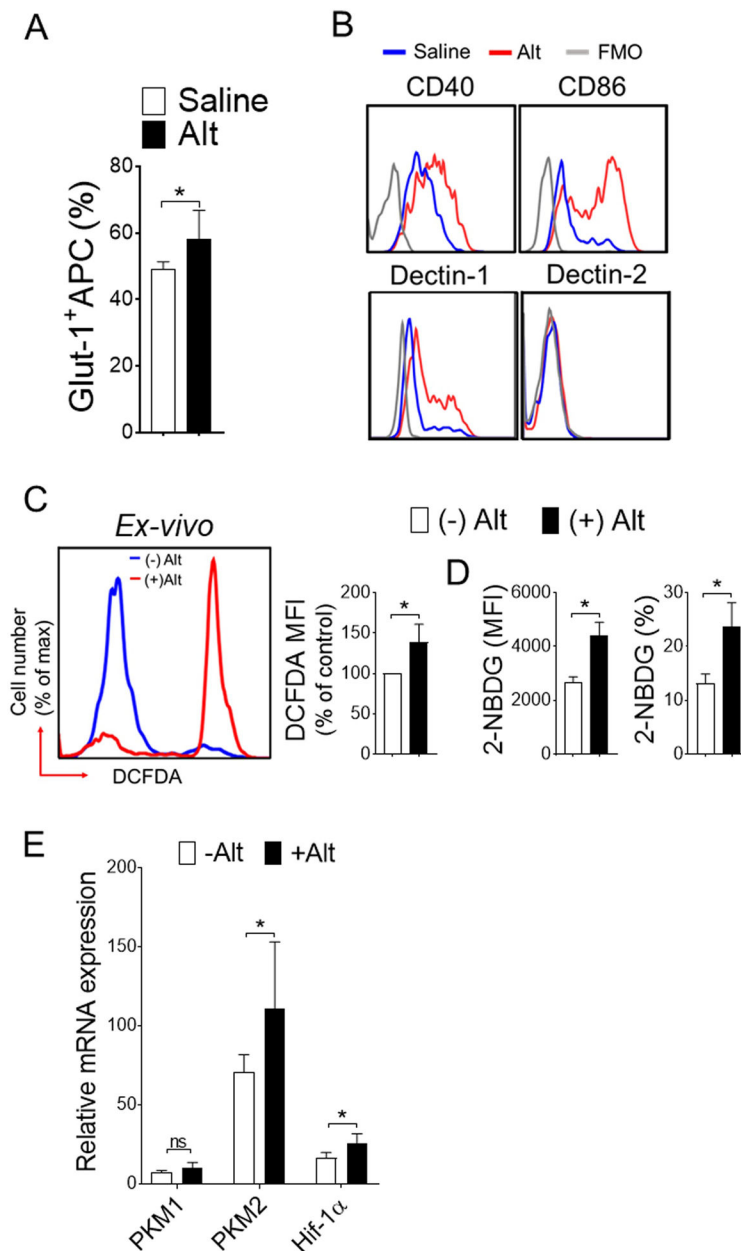 A
Saline
Alt
Glut-1⁺APC (%)
80
60
40
20
0
*
B
Saline Alt FMO
CD40 CD86
Dectin-1 Dectin-2
C
Ex-vivo
(-) Alt
(+)Alt
Cell number
(% of max)
DCFDA
(-) Alt (+) Alt
DCFDA MFI
(% of control)
200
150
100
50
0
*
D
2-NBDG (MFI)
6000
4000
2000
0
*
2-NBDG (%)
30
20
10
0
*
E
-Alt +Alt
Relative mRNA expression
200
150
100
50
0
ns
*
*
PKM1
PKM2
Hif-1α